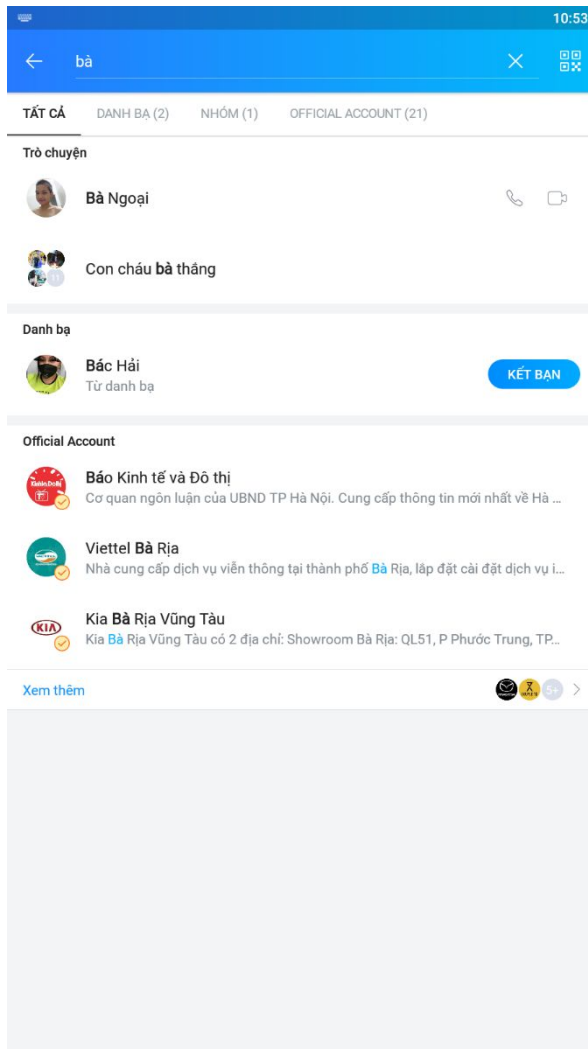 10:53
bà
TẤT CẢ DANH BẠ (2) NHÓM (1) OFFICIAL ACCOUNT (21)
Trò chuyện
Bà Ngoại
Con cháu bà thắng
11
Danh bạ
Bác Hải
Từ danh bạ
KẾT BẠN
Official Account
Báo Kinh tế và Đô thị
Cơ quan ngôn luận của UBND TP Hà Nội. Cung cấp thông tin mới nhất về Hà ...
Viettel Bà Rịa
Nhà cung cấp dịch vụ viễn thông tại thành phố Bà Rịa, lắp đặt cài đặt dịch vụ i...
KIA
Kia Bà Rịa Vũng Tàu
Kia Bà Rịa Vũng Tàu có 2 địa chỉ: Showroom Bà Rịa: QL51, P Phước Trung, TP...
Xem thêm
5+